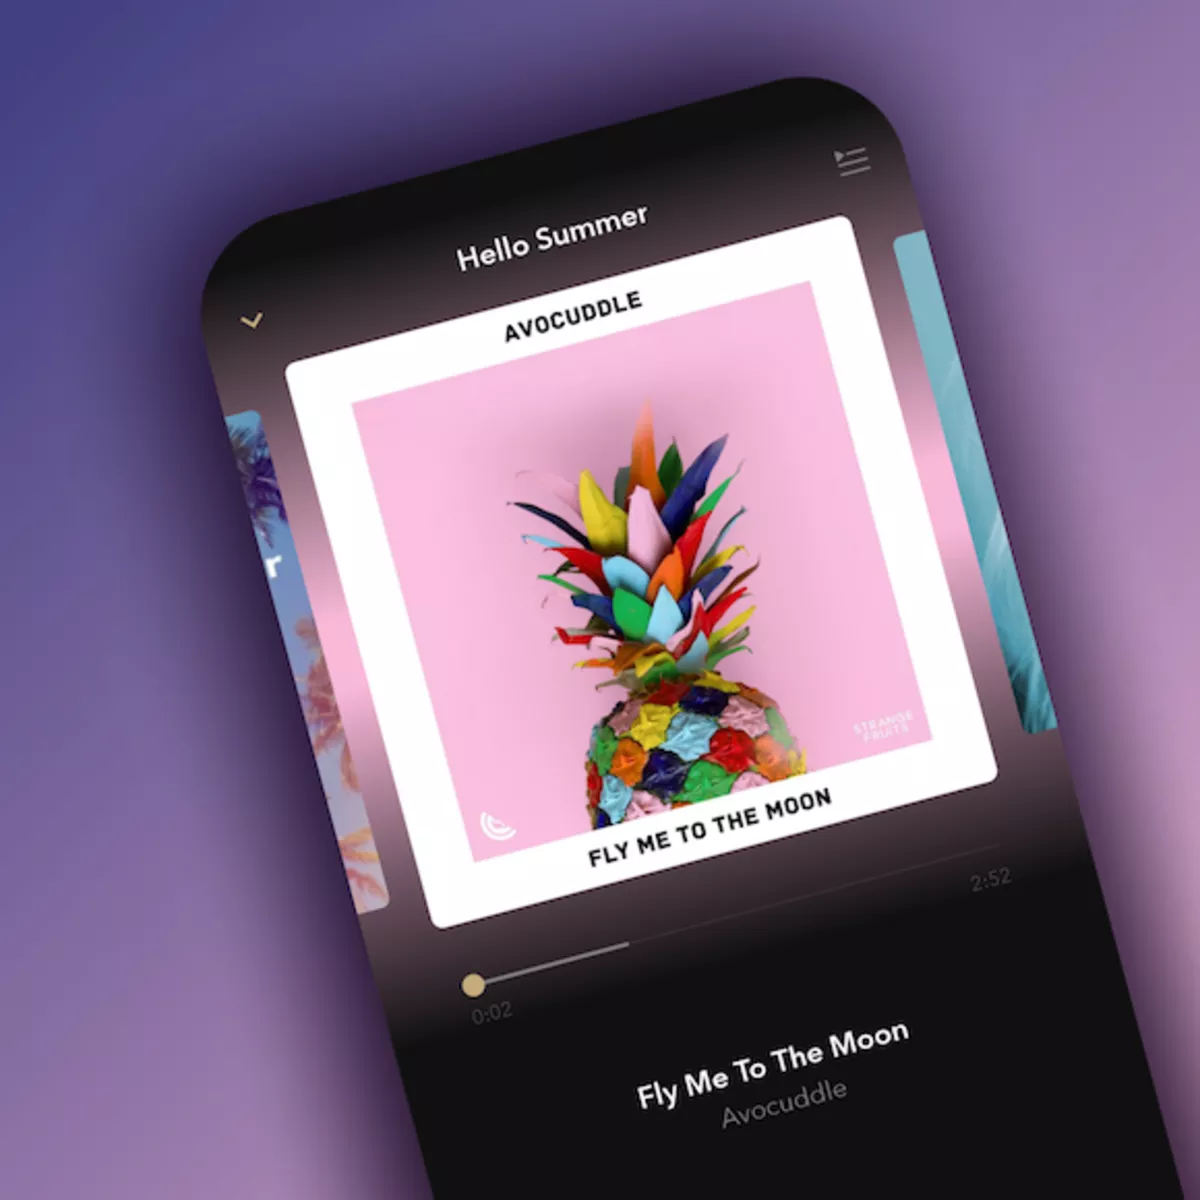 Hello Summer
AVOCUDDLE
r
STRANGE
FRUITS
FLY ME TO THE MOON
2:52
0:02
Fly Me To The Moon
Avocuddle